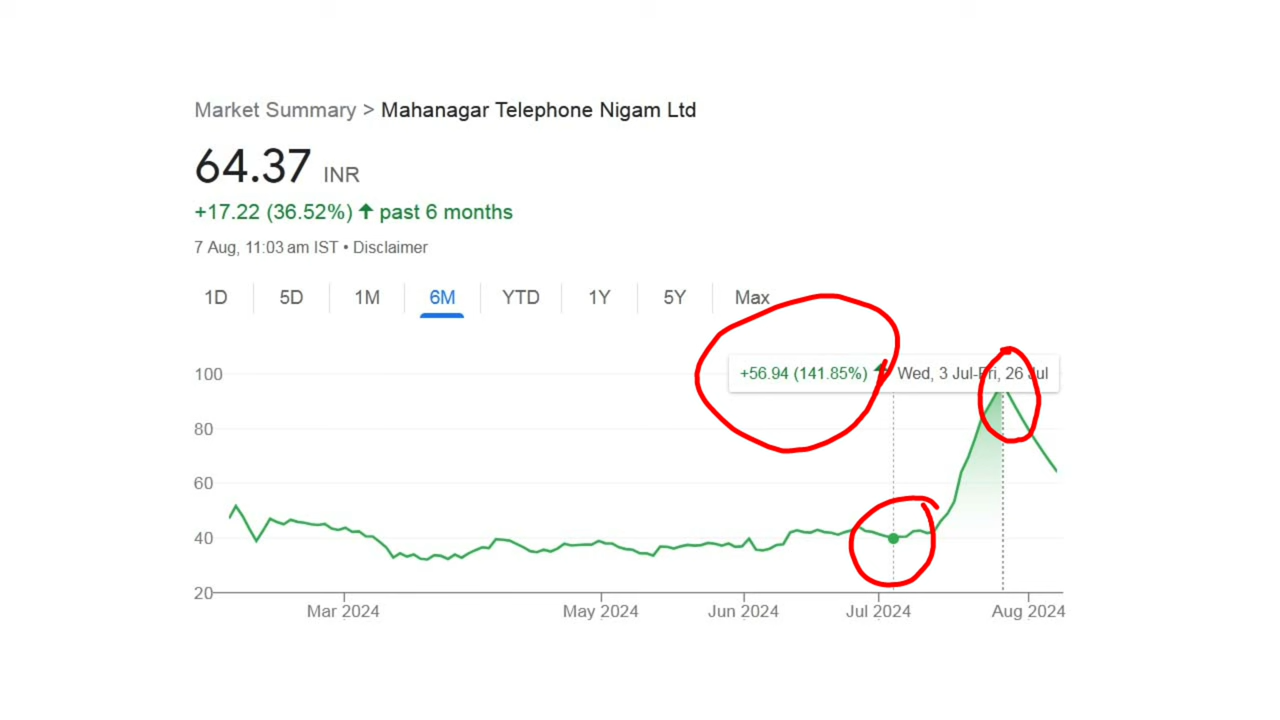 Market Summary > Mahanagar Telephone Nigam Ltd
64.37 INR
+17.22 (36.52%) ↑ past 6 months
7 Aug, 11:03 am IST • Disclaimer
1D 5D 1M 6M YTD 1Y 5Y Max
+56.94 (141.85%) ↑ Wed, 3 Jul-Fri, 26 Jul
100
80
60
40
20
Mar 2024 May 2024 Jun 2024 Jul 2024 Aug 2024